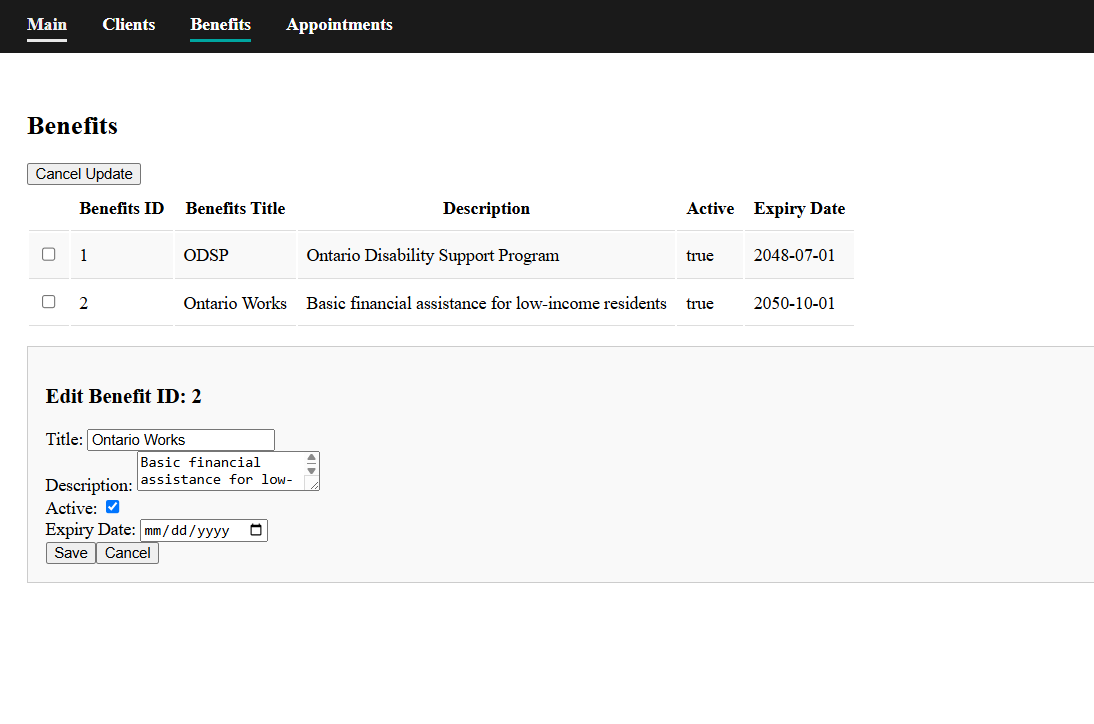 Main Clients Benefits Appointments
Benefits
Cancel Update
Benefits ID Benefits Title Description Active Expiry Date
1 ODSP Ontario Disability Support Program true 2048-07-01
2 Ontario Works Basic financial assistance for low-income residents true 2050-10-01
Edit Benefit ID: 2
Title: Ontario Works
Basic financial
Description: assistance for low-
Active:
Expiry Date: mm/dd/yyyy
Save Cancel